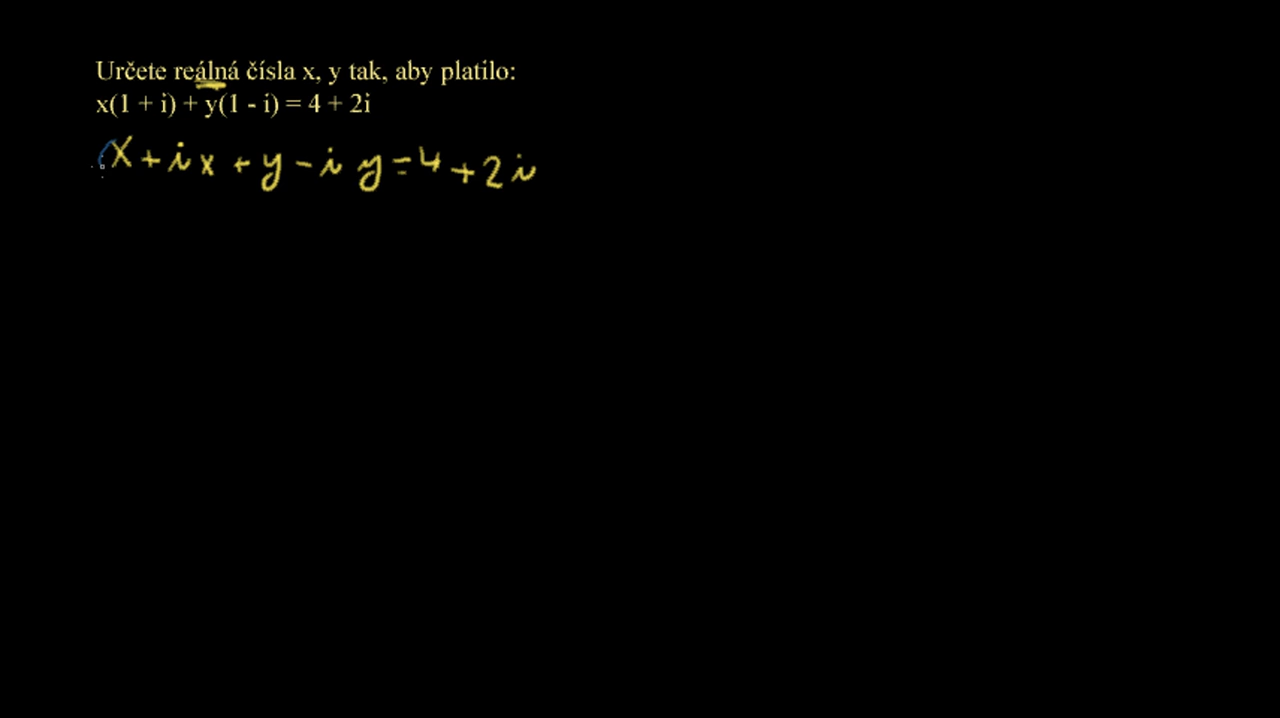 Určete reálná čísla x, y tak, aby platilo:
x(1 + i) + y(1 - i) = 4 + 2i
x + ix + y - iy = 4 + 2i